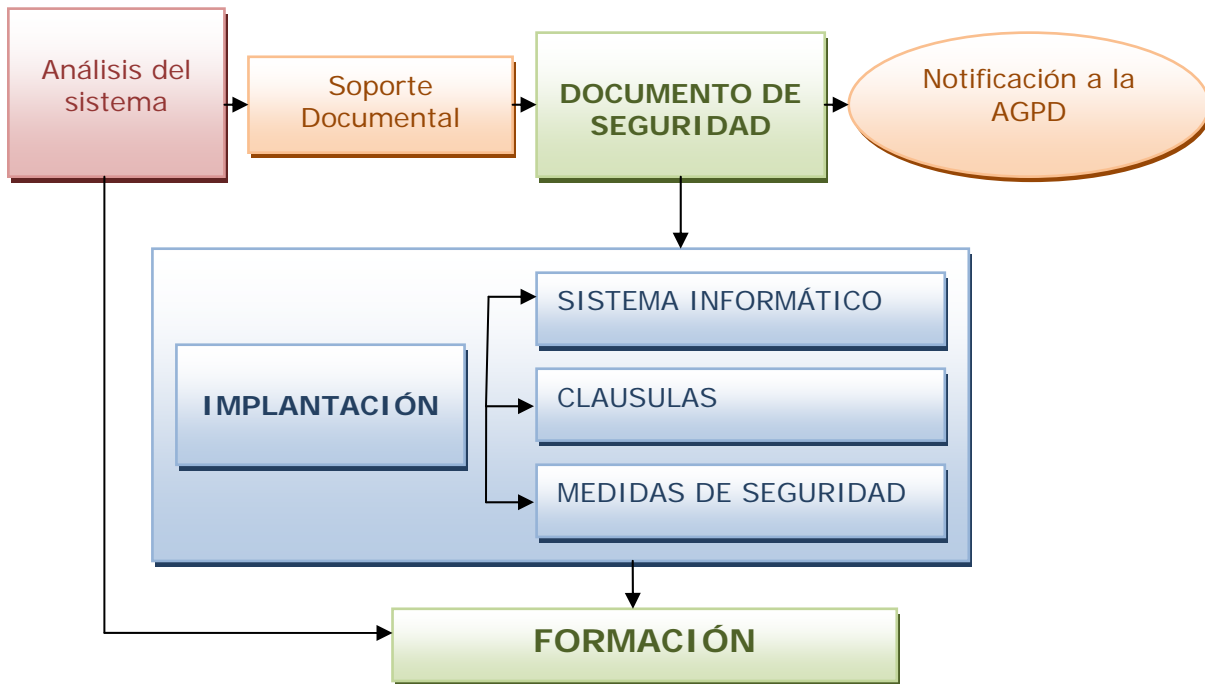 Análisis del
sistema
Soporte
Documental
DOCUMENTO DE
SEGURIDAD
Notificación a la
AGPD
IMPLANTACIÓN
SISTEMA INFORMÁTICO
CLAUSULAS
MEDIDAS DE SEGURIDAD
FORMACIÓN